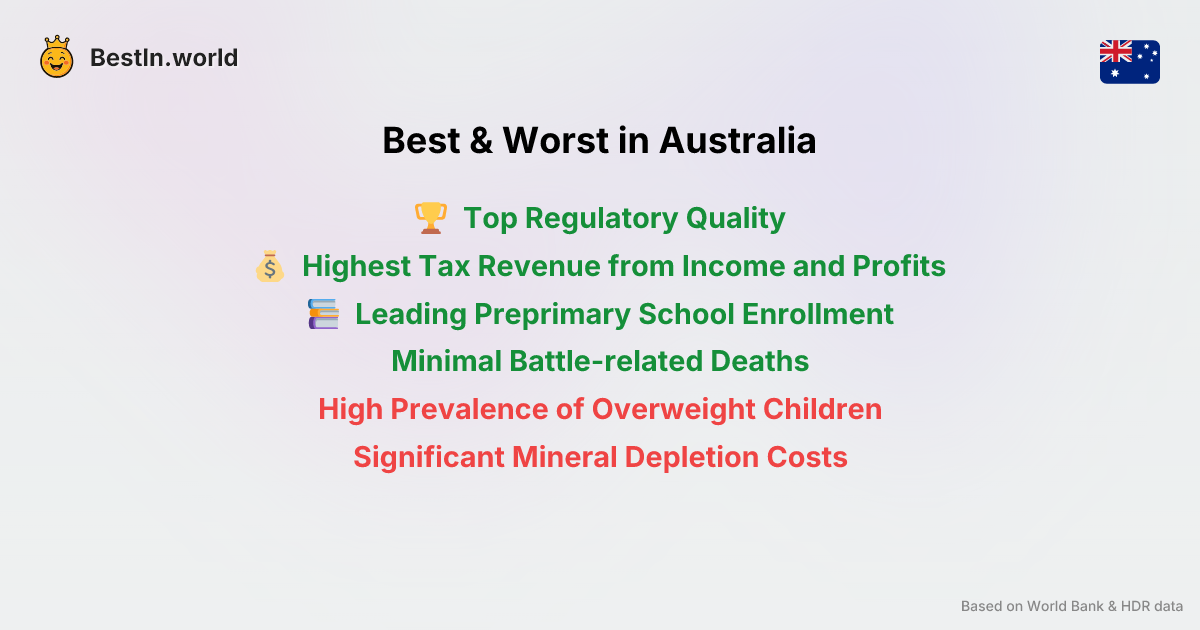 BestIn.world
Best & Worst in Australia
Top Regulatory Quality
Highest Tax Revenue from Income and Profits
Leading Preprimary School Enrollment
Minimal Battle-related Deaths
High Prevalence of Overweight Children
Significant Mineral Depletion Costs
Based on World Bank & HDR data